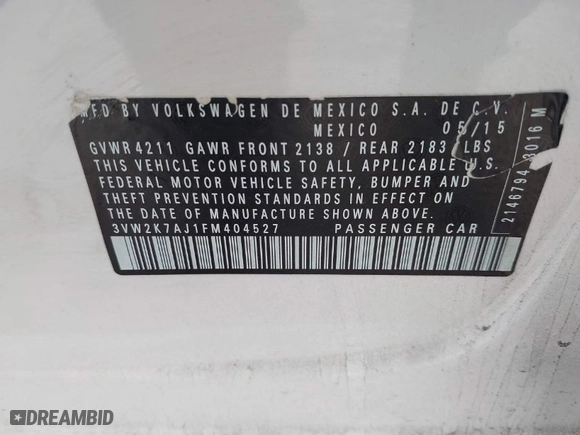 MFD BY VOLKSWAGEN DE MEXICO S.A. DE C.V.
MEXICO 05/15
GVWR 4211 GAWR FRONT 2138 / REAR 2183 LBS
THIS VEHICLE CONFORMS TO ALL APPLICABLE U.S.
FEDERAL MOTOR VEHICLE SAFETY, BUMPER AND
THEFT PREVENTION STANDARDS IN EFFECT ON THE
DATE OF MANUFACTURE SHOWN ABOVE.
3VW2K7AJ1FM404527 PASSENGER CAR
2146794 3016 M
DREAMBID